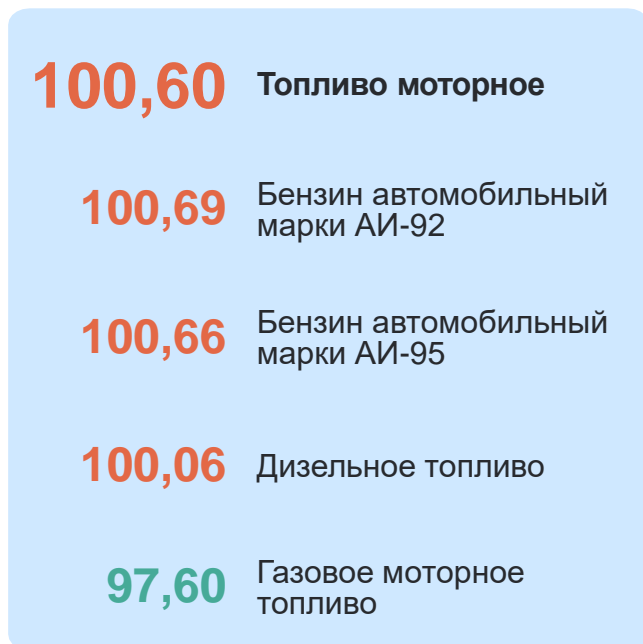 100,60 Топливо моторное
100,69 Бензин автомобильный
марки АИ-92
100,66 Бензин автомобильный
марки АИ-95
100,06 Дизельное топливо
97,60 Газовое моторное
топливо